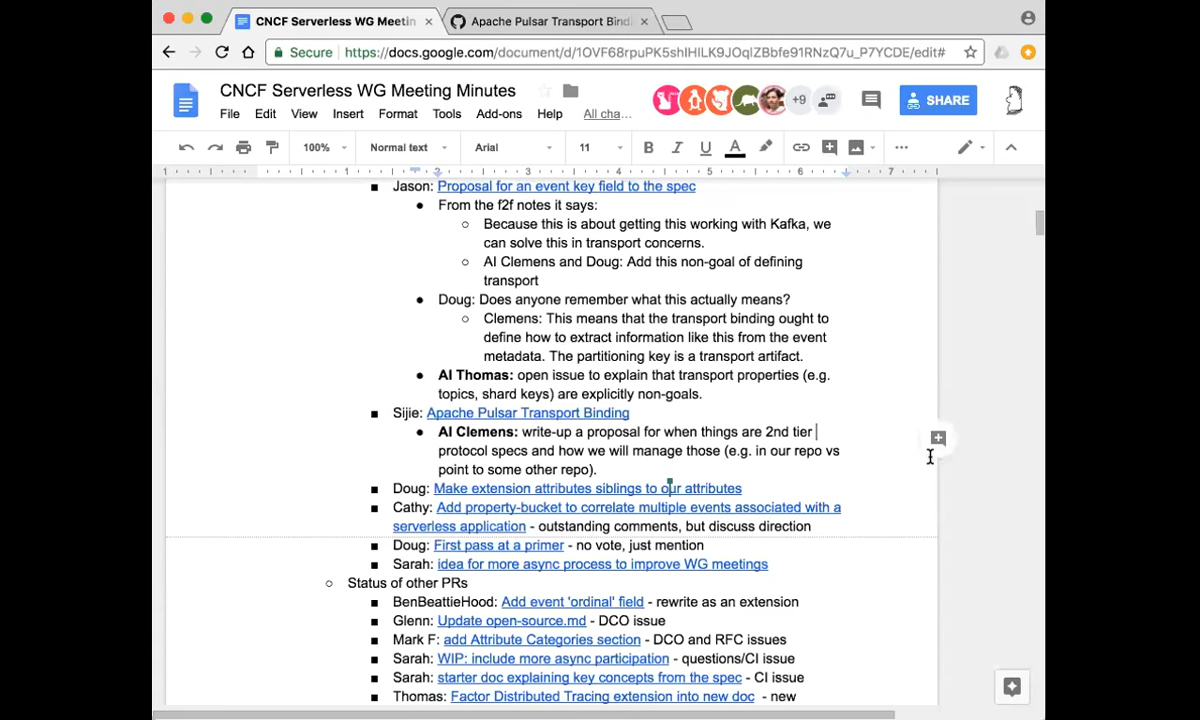 CNCF Serverless WG Meetin ×
Apache Pulsar Transport Bindi ×
Secure https://docs.google.com/document/d/1OVF68rpuPK5shIHlLK9JOqlZBbfe91RNzQ7u_P7YCDE/edit#
CNCF Serverless WG Meeting Minutes
+9
SHARE
File Edit View Insert Format Tools Add-ons Help All cha...
100% Normal text Arial 11 B I U A
1 1 2 3 4 5 6 7
■ Jason: Proposal for an event key field to the spec
● From the f2f notes it says:
○ Because this is about getting this working with Kafka, we
can solve this in transport concerns.
○ AI Clemens and Doug: Add this non-goal of defining
transport
● Doug: Does anyone remember what this actually means?
○ Clemens: This means that the transport binding ought to
define how to extract information like this from the event
metadata. The partitioning key is a transport artifact.
● AI Thomas: open issue to explain that transport properties (e.g.
topics, shard keys) are explicitly non-goals.
■ Sijie: Apache Pulsar Transport Binding
● AI Clemens: write-up a proposal for when things are 2nd tier
protocol specs and how we will manage those (e.g. in our repo vs
point to some other repo).
■ Doug: Make extension attributes siblings to our attributes
■ Cathy: Add property-bucket to correlate multiple events associated with a
serverless application - outstanding comments, but discuss direction
■ Doug: First pass at a primer - no vote, just mention
■ Sarah: idea for more async process to improve WG meetings
○ Status of other PRs
■ BenBeattieHood: Add event 'ordinal' field - rewrite as an extension
■ Glenn: Update open-source.md - DCO issue
■ Mark F: add Attribute Categories section - DCO and RFC issues
■ Sarah: WIP: include more async participation - questions/CI issue
■ Sarah: starter doc explaining key concepts from the spec - CI issue
■ Thomas: Factor Distributed Tracing extension into new doc - new